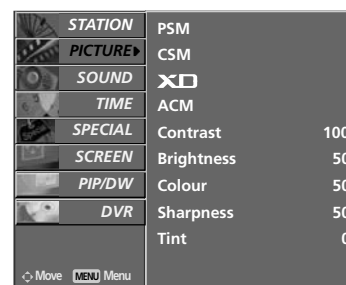 STATION
PICTURE
SOUND
TIME
SPECIAL
SCREEN
PIP/DW
DVR
Move MENU Menu
PSM
CSM
XD
ACM
Contrast 100
Brightness 50
Colour 50
Sharpness 50
Tint 0